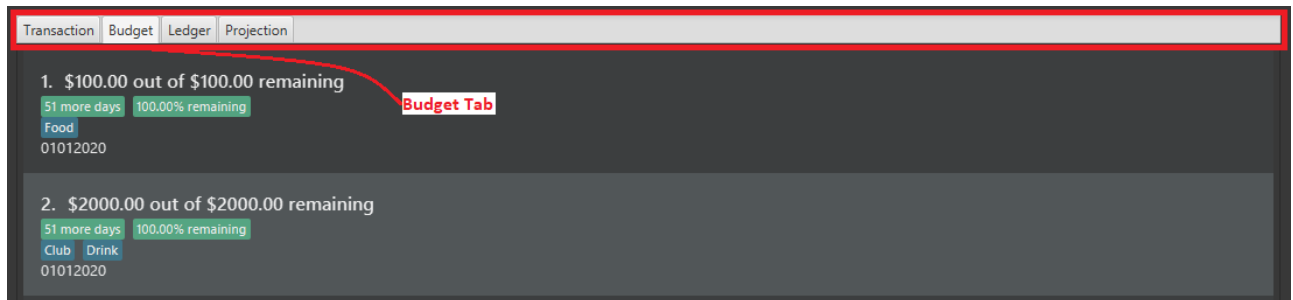 Transaction Budget Ledger Projection
1. $100.00 out of $100.00 remaining
51 more days 100.00% remaining
Budget Tab
Food
01012020
2. $2000.00 out of $2000.00 remaining
51 more days 100.00% remaining
Club Drink
01012020